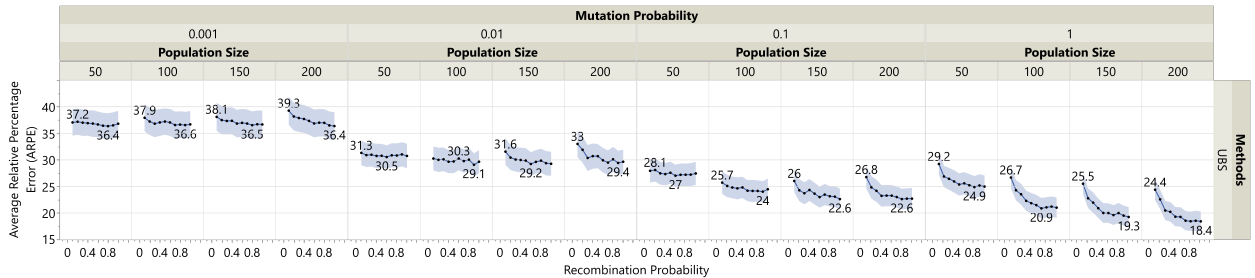 Mutation Probability
0.001 0.01 0.1 1
Population Size Population Size Population Size Population Size
50 100 150 200 50 100 150 200 50 100 150 200 50 100 150 200
Average Relative Percentage
Error (ARPE)
40
35
30
25
20
15
37.2 36.4
37.9 36.6
38.1 36.5
39.3 36.4
31.3 30.5
30.3 29.1
31.6 29.2
33 29.4
28.1 27
25.7 24
26 22.6
26.8 22.6
29.2 24.9
26.7 20.9
25.5 19.3
24.4 18.4
Methods
UBS
0 0.4 0.8 0 0.4 0.8 0 0.4 0.8 0 0.4 0.8 0 0.4 0.8 0 0.4 0.8 0 0.4 0.8 0 0.4 0.8 0 0.4 0.8 0 0.4 0.8 0 0.4 0.8 0 0.4 0.8 0 0.4 0.8 0 0.4 0.8 0 0.4 0.8 0 0.4 0.8
Recombination Probability